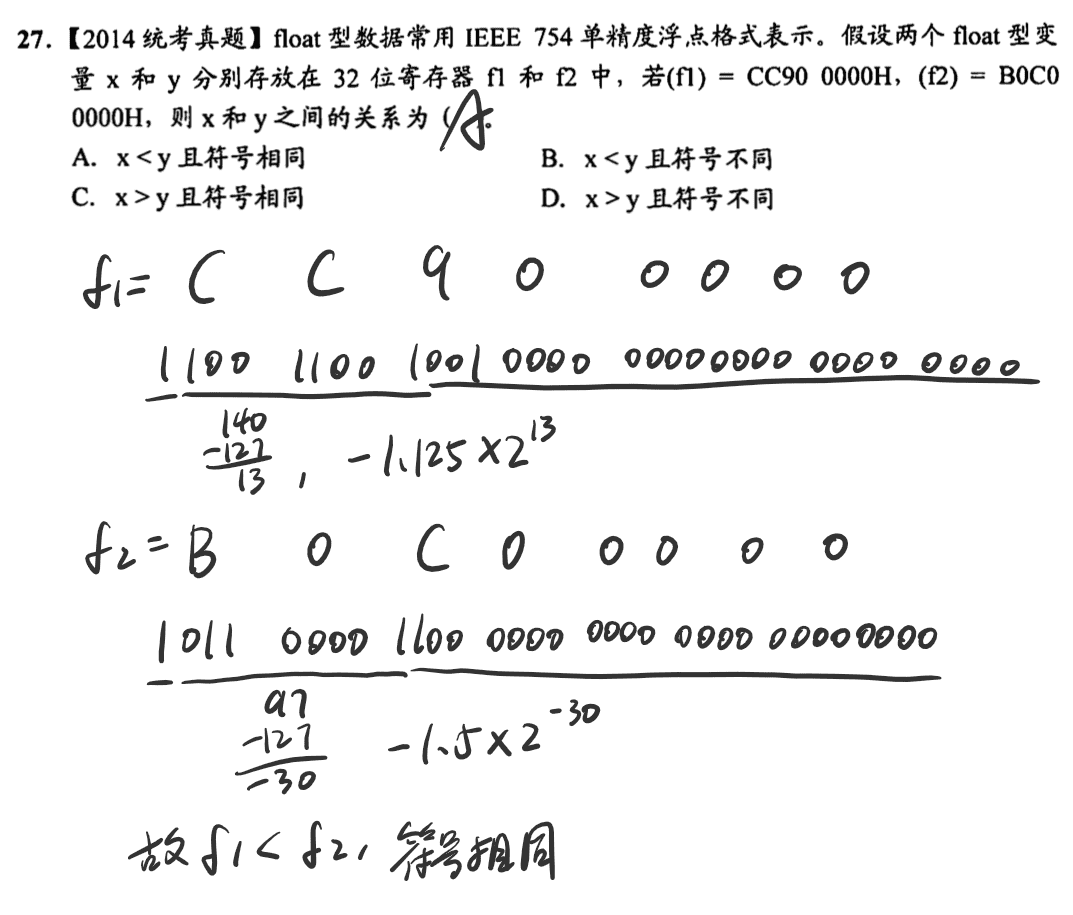 27.【2014 统考真题】float 型数据常用 IEEE 754 单精度浮点格式表示。假设两个 float 型变
量 x 和 y 分别存放在 32 位寄存器 f1 和 f2 中，若(f1) = CC90 0000H，(f2) = B0C0
0000H，则 x 和 y 之间的关系为（A.
A. x<y 且符号相同 B. x<y 且符号不同
C. x>y 且符号相同 D. x>y 且符号不同
f1= C C 9 0 0 0 0 0
1100 1100 1001 0000 00000000 0000 0000
140
-127
13 , -1.125×2^13
f2=B 0 C 0 0 0 0 0
1011 0000 1100 0000 0000 0000 00000000
97
-127 -1.5×2^-30
-30
故 f1< f2, 符号相同